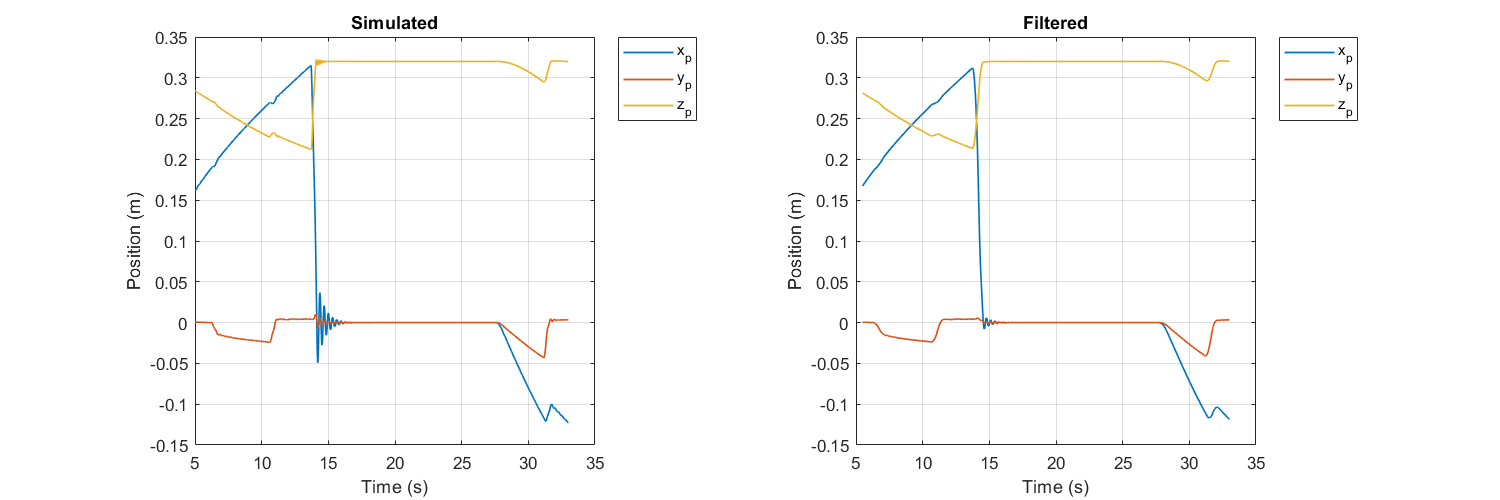 Simulated
0.35
0.3
0.25
0.2
0.15
0.1
0.05
0
-0.05
-0.1
-0.15
Position (m)
5 10 15 20 25 30 35
Time (s)
x_p
y_p
z_p
Filtered
0.35
0.3
0.25
0.2
0.15
0.1
0.05
0
-0.05
-0.1
-0.15
Position (m)
5 10 15 20 25 30 35
Time (s)
x_p
y_p
z_p